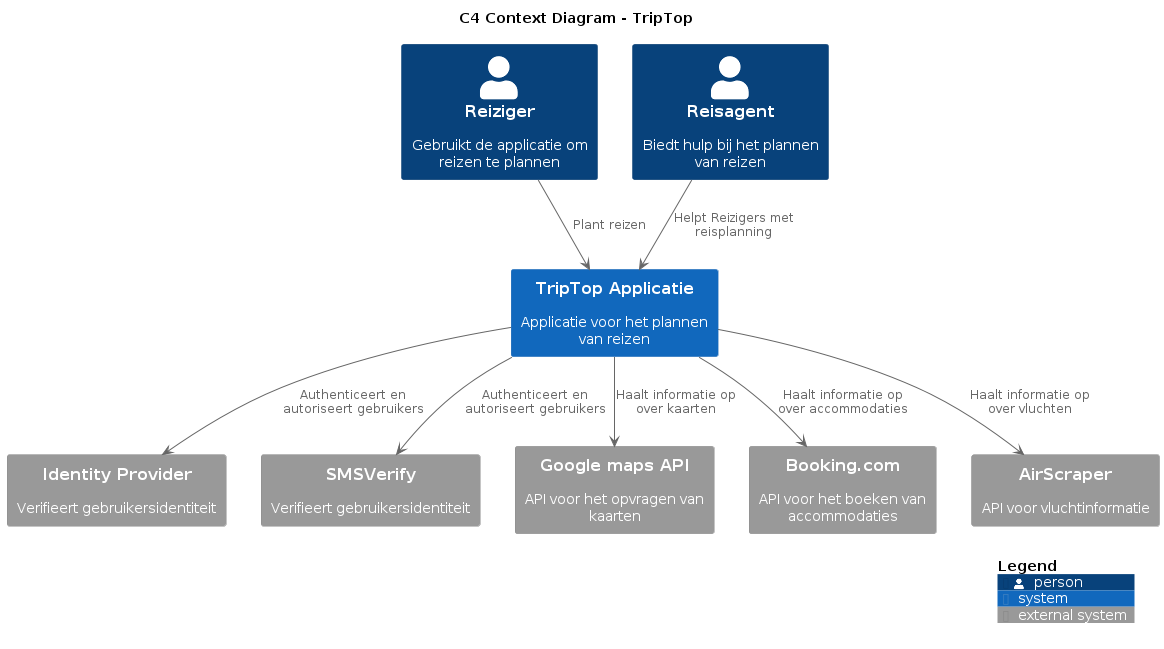 C4 Context Diagram - TripTop
Reiziger
Gebruikt de applicatie om
reizen te plannen
Reisagent
Biedt hulp bij het plannen
van reizen
Plant reizen
Helpt Reizigers met
reisplanning
TripTop Applicatie
Applicatie voor het plannen
van reizen
Authenticeert en
autoriseert gebruikers
Authenticeert en
autoriseert gebruikers
Haalt informatie op
over kaarten
Haalt informatie op
over accommodaties
Haalt informatie op
over vluchten
Identity Provider
Verifieert gebruikersidentiteit
SMSVerify
Verifieert gebruikersidentiteit
Google maps API
API voor het opvragen van
kaarten
Booking.com
API voor het boeken van
accommodaties
AirScraper
API voor vluchtinformatie
Legend
person
system
external system